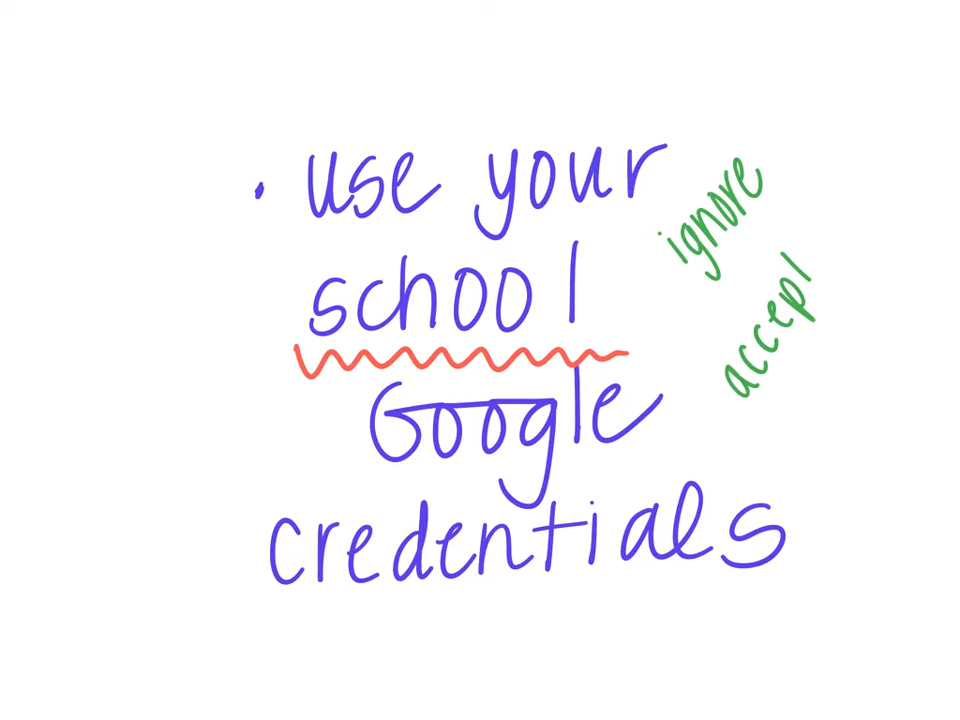 • use your
school
Google
credentials
ignore
accept